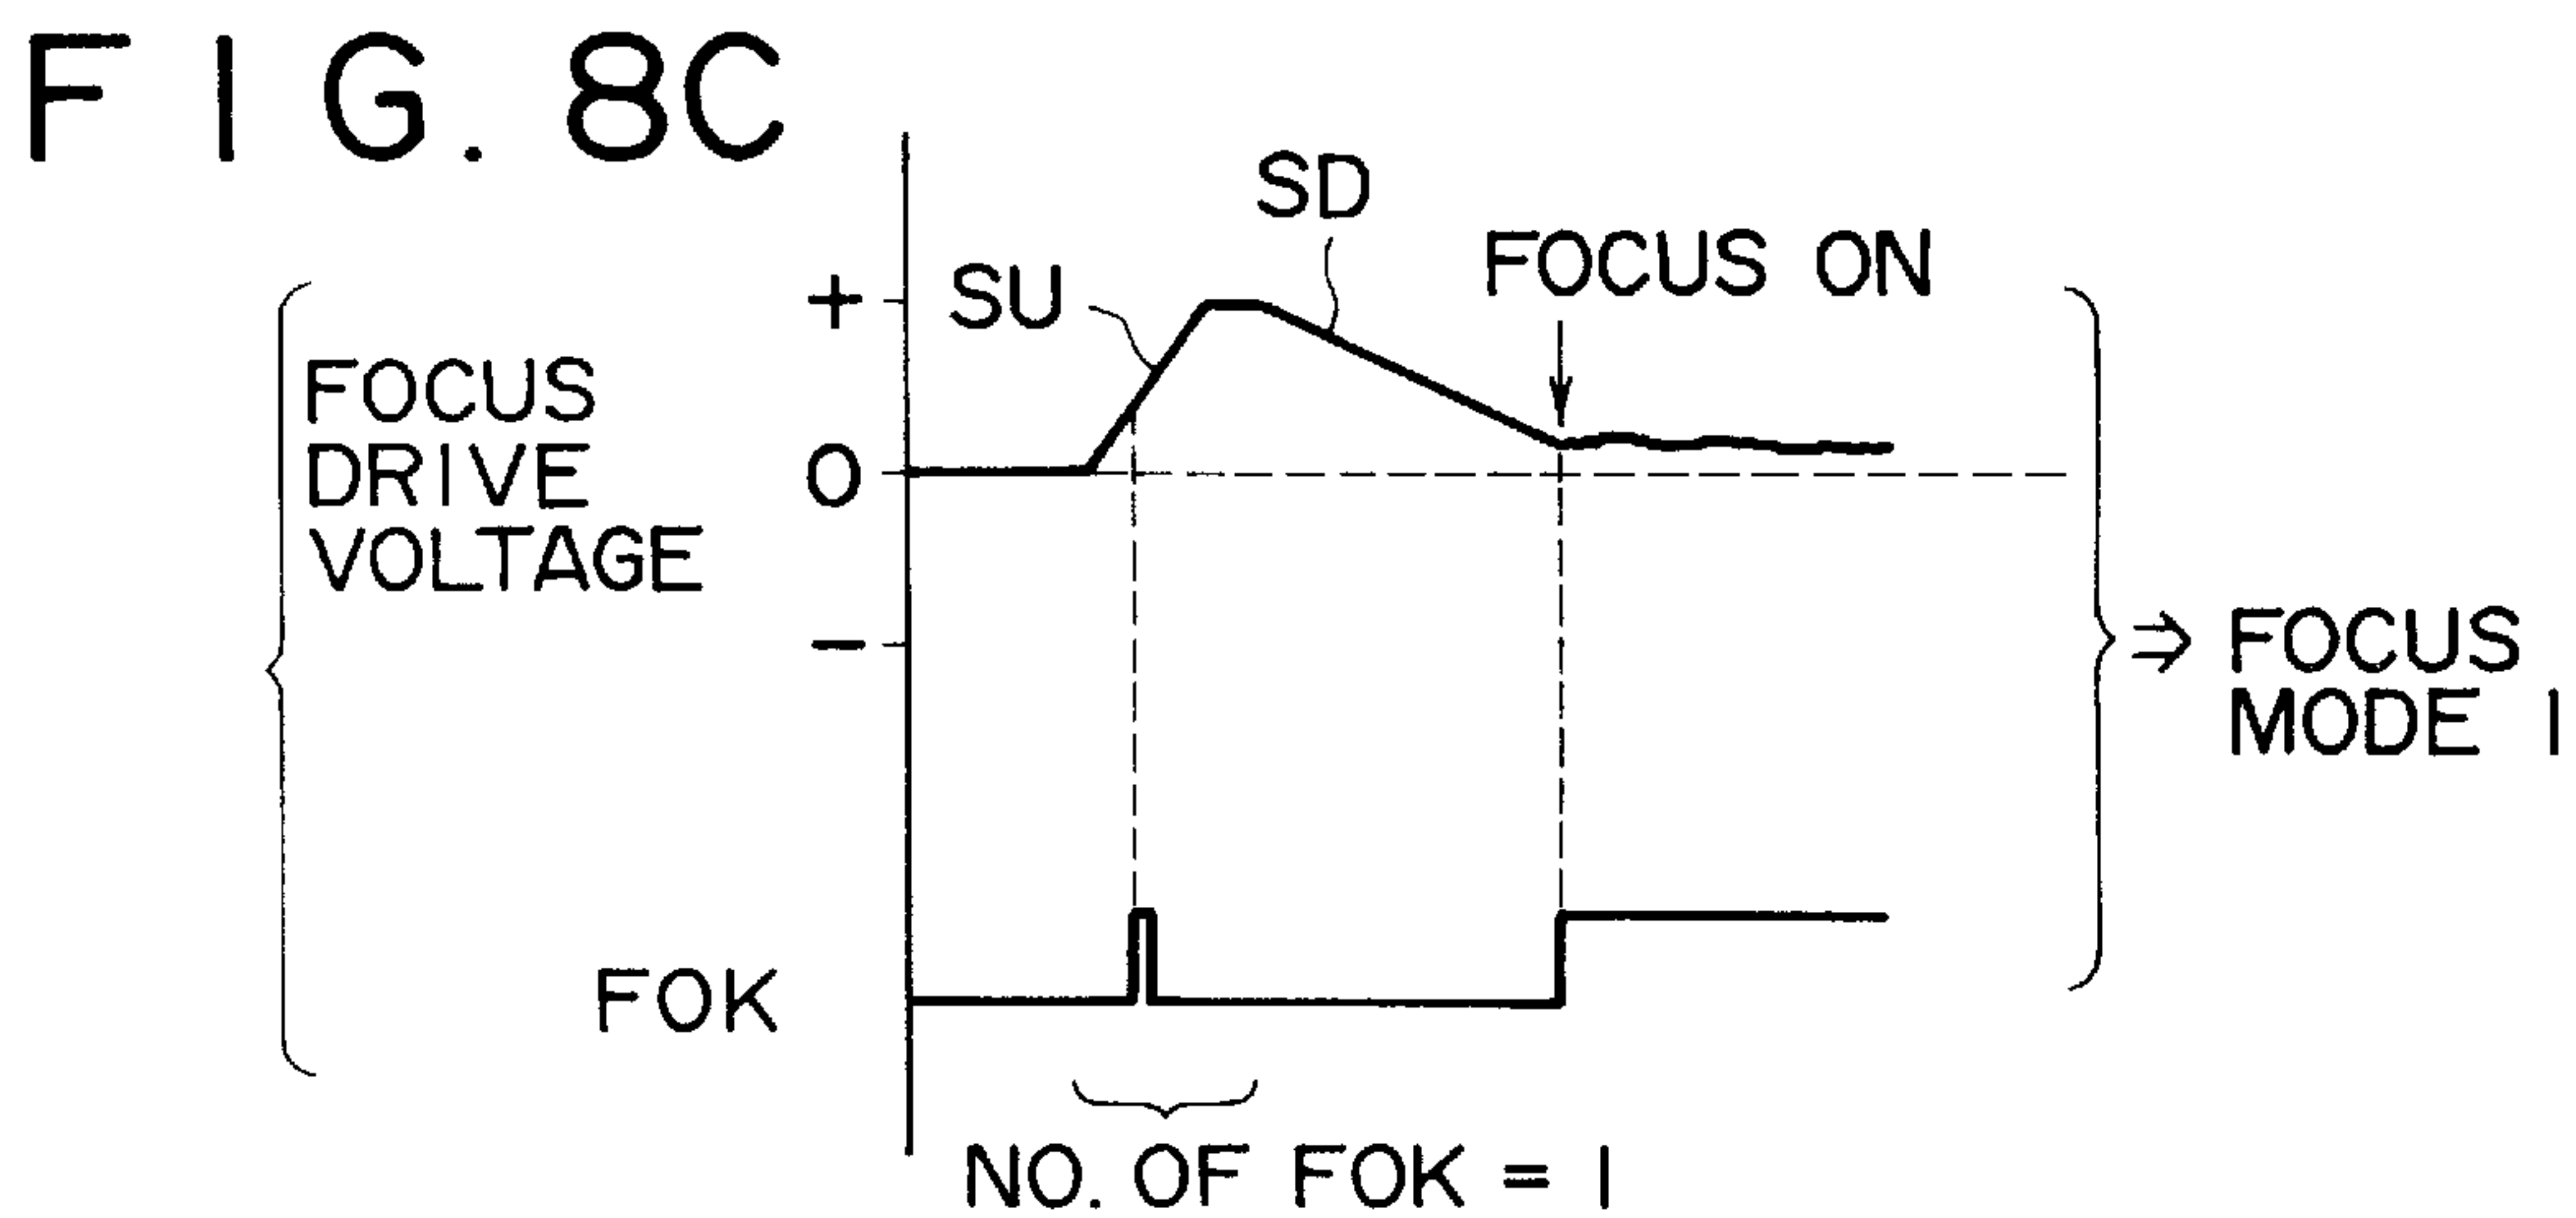 FIG. 8C
SD
SU
FOCUS ON
+
FOCUS
DRIVE
VOLTAGE
0
−
FOCUS
MODE 1
FOK
NO. OF FOK = 1